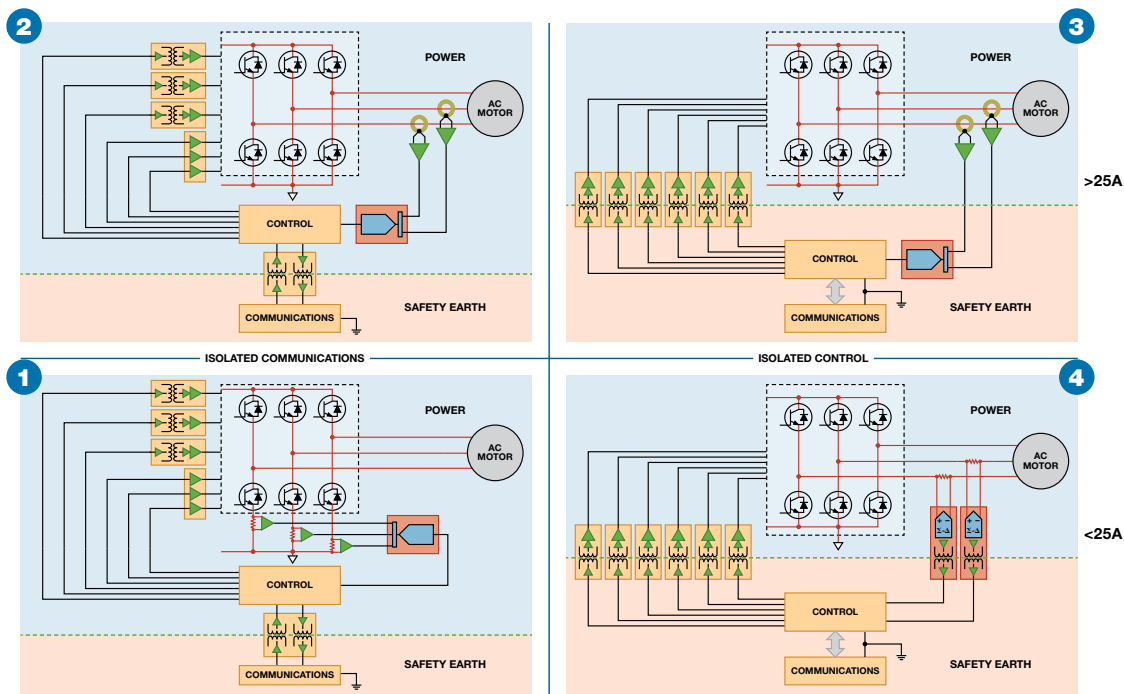 2
POWER
AC
MOTOR
CONTROL
SAFETY EARTH
COMMUNICATIONS
3
POWER
AC
MOTOR
>25A
CONTROL
SAFETY EARTH
COMMUNICATIONS
ISOLATED COMMUNICATIONS
ISOLATED CONTROL
1
POWER
AC
MOTOR
CONTROL
SAFETY EARTH
COMMUNICATIONS
4
POWER
AC
MOTOR
+ −
Σ-Δ
+ −
Σ-Δ
<25A
CONTROL
SAFETY EARTH
COMMUNICATIONS